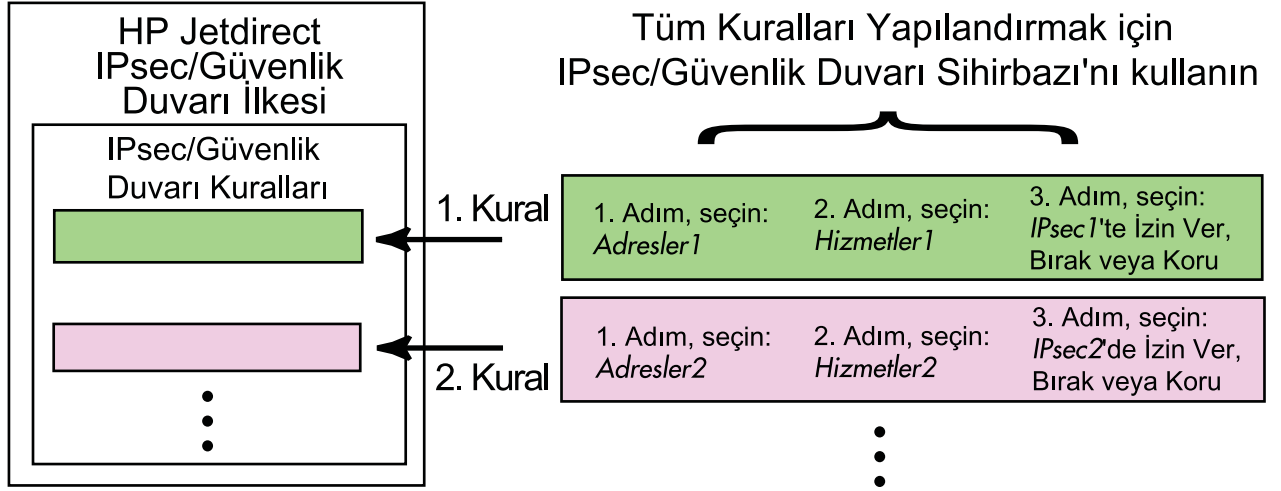 HP Jetdirect
IPsec/Güvenlik
Duvarı İlkesi
IPsec/Güvenlik
Duvarı Kuralları
Tüm Kuralları Yapılandırmak için
IPsec/Güvenlik Duvarı Sihirbazı'nı kullanın
1. Kural
1. Adım, seçin:
Adresler1
2. Adım, seçin:
Hizmetler1
3. Adım, seçin:
IPsec1'te İzin Ver,
Bırak veya Koru
2. Kural
1. Adım, seçin:
Adresler2
2. Adım, seçin:
Hizmetler2
3. Adım, seçin:
IPsec2'de İzin Ver,
Bırak veya Koru